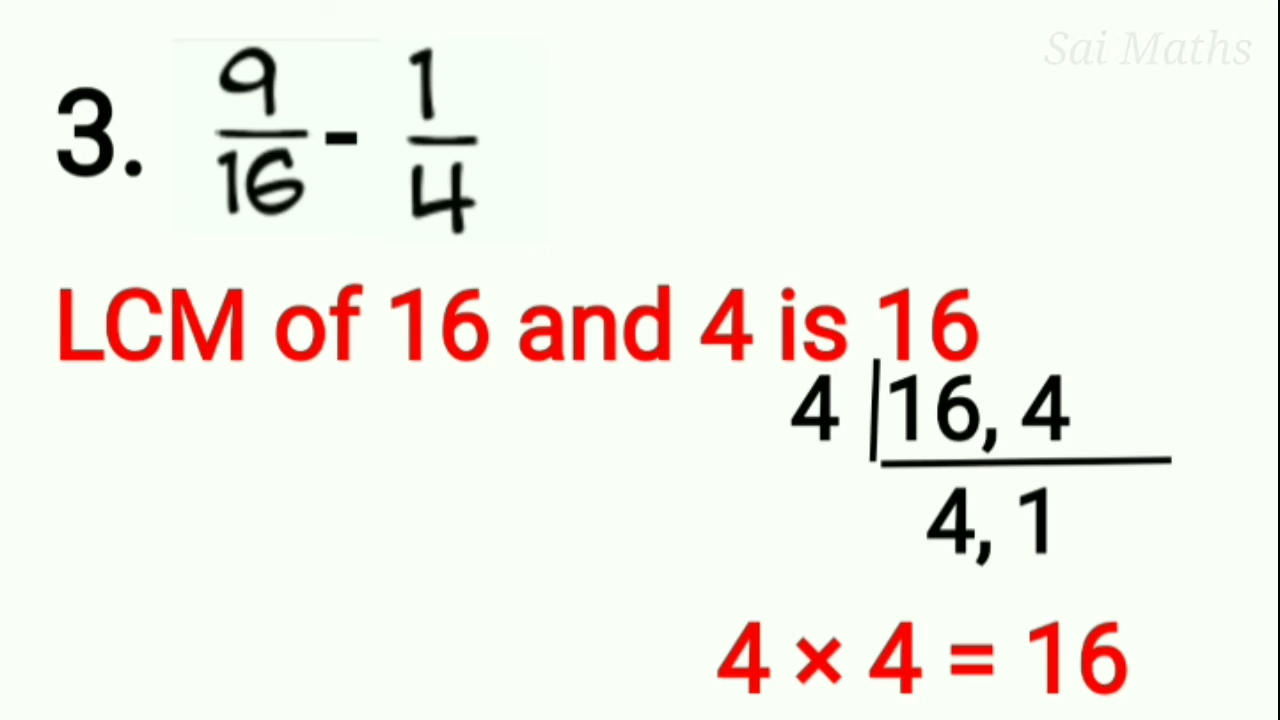 Sai Maths
3. 9/16 - 1/4
LCM of 16 and 4 is 16
4 | 16, 4
4, 1
4 × 4 = 16